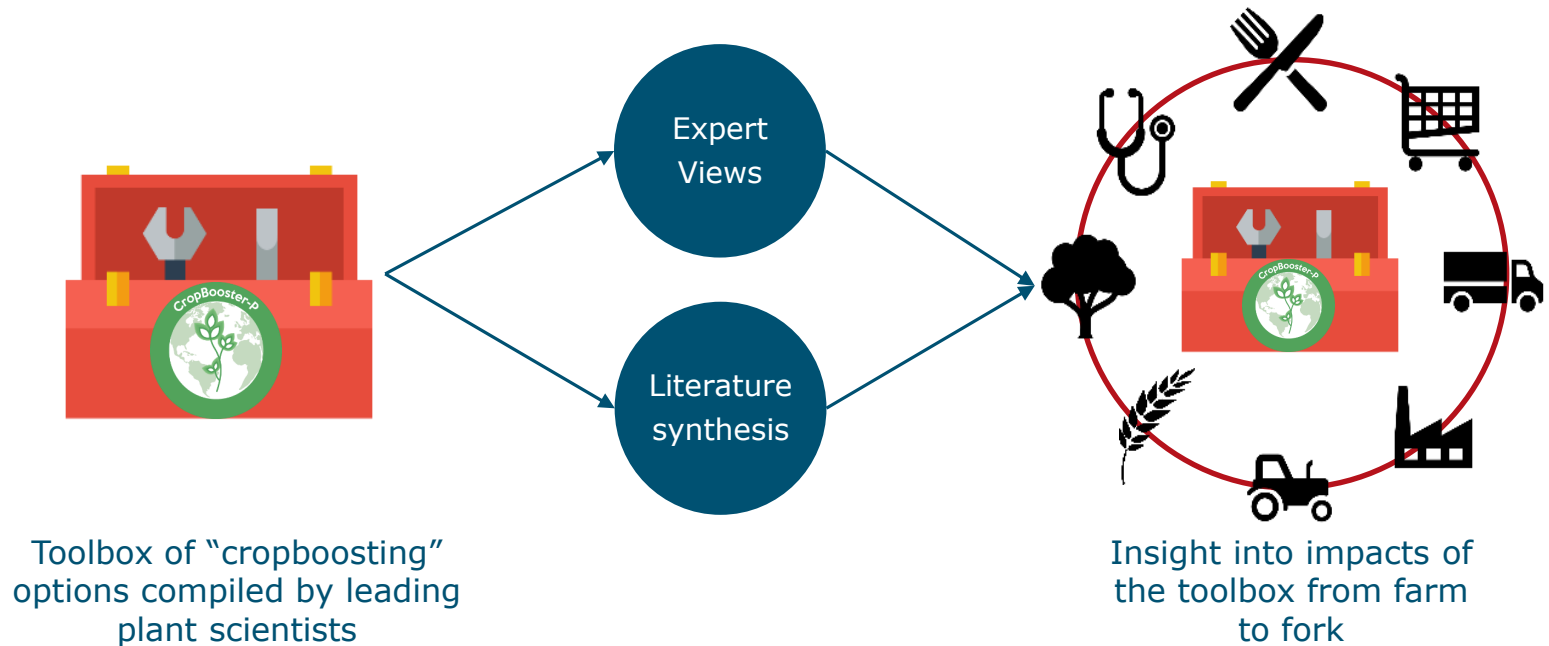 Expert
Views
Literature
synthesis
CropBooster-P
CropBooster-P
Toolbox of “cropboosting”
options compiled by leading
plant scientists
Insight into impacts of
the toolbox from farm
to fork